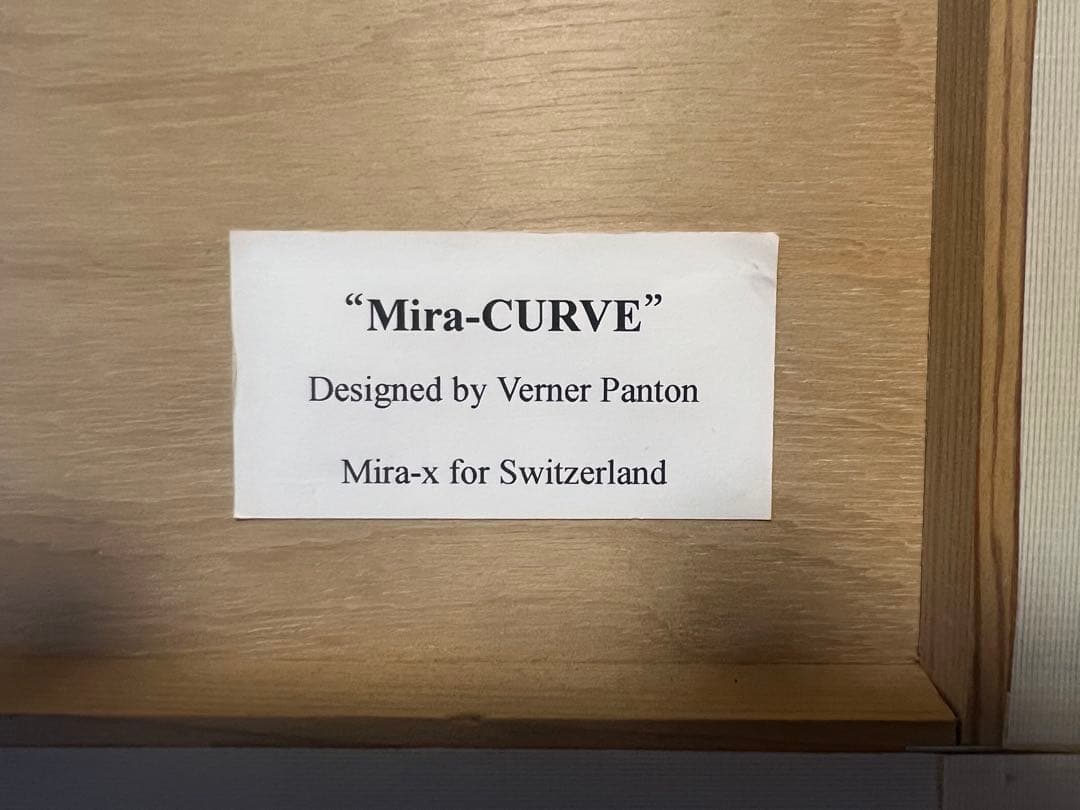 “Mira-CURVE”
Designed by Verner Panton
Mira-x for Switzerland